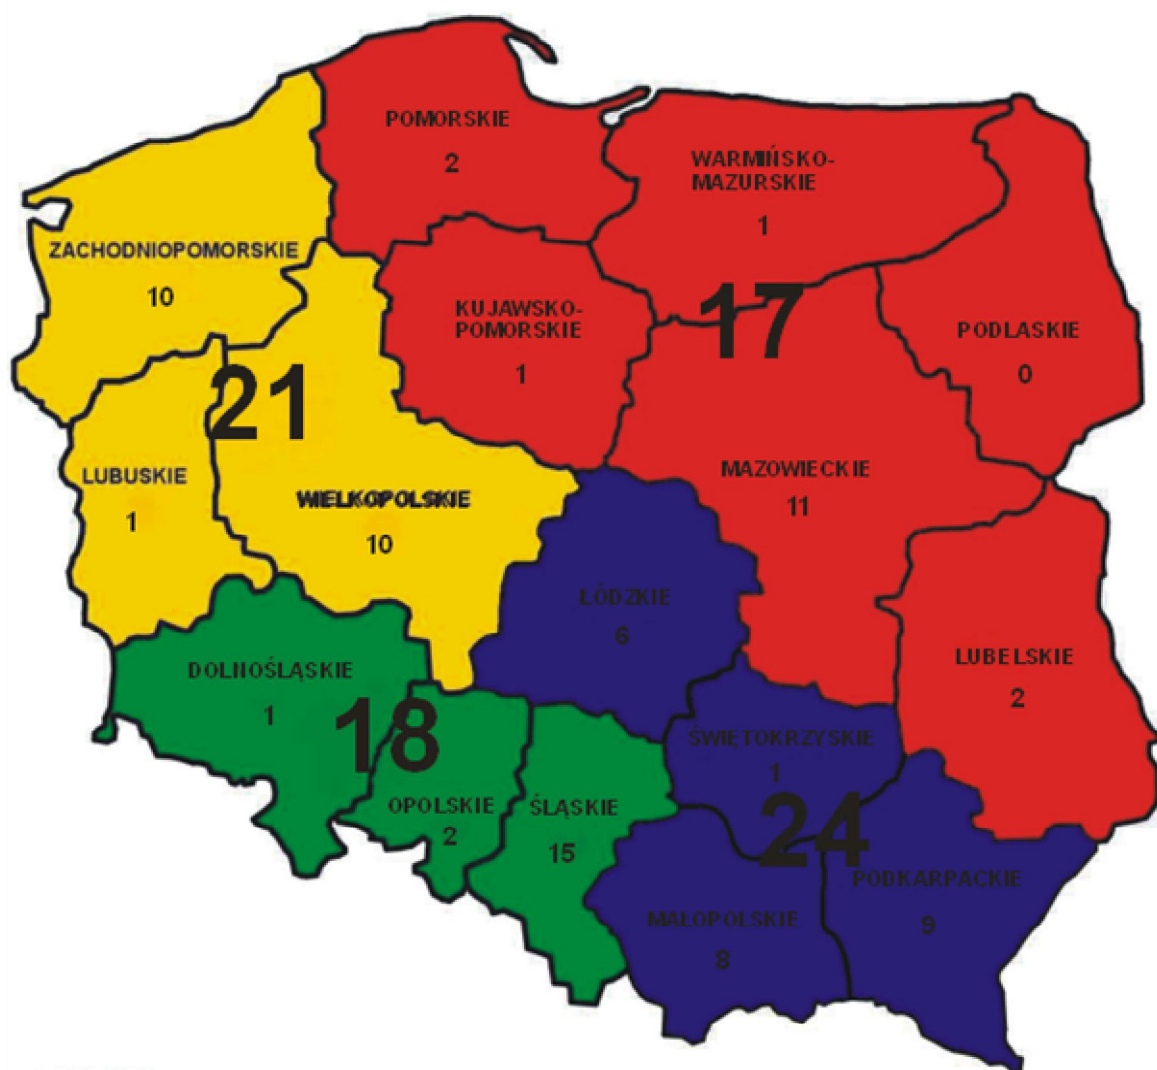 POMORSKIE
2
WARMIŃSKO-
MAZURSKIE
1
ZACHODNIOPOMORSKIE
10
KUJAWSKO-
POMORSKIE
1
17
PODLASKIE
0
21
LUBUSKIE
1
WIELKOPOLSKIE
10
MAZOWIECKIE
11
ŁÓDZKIE
6
DOLNOŚLĄSKIE
1
18
LUBELSKIE
2
ŚWIĘTOKRZYSKIE
1
OPOLSKIE
2
ŚLĄSKIE
15
24
PODKARPACKIE
9
MAŁOPOLSKIE
8